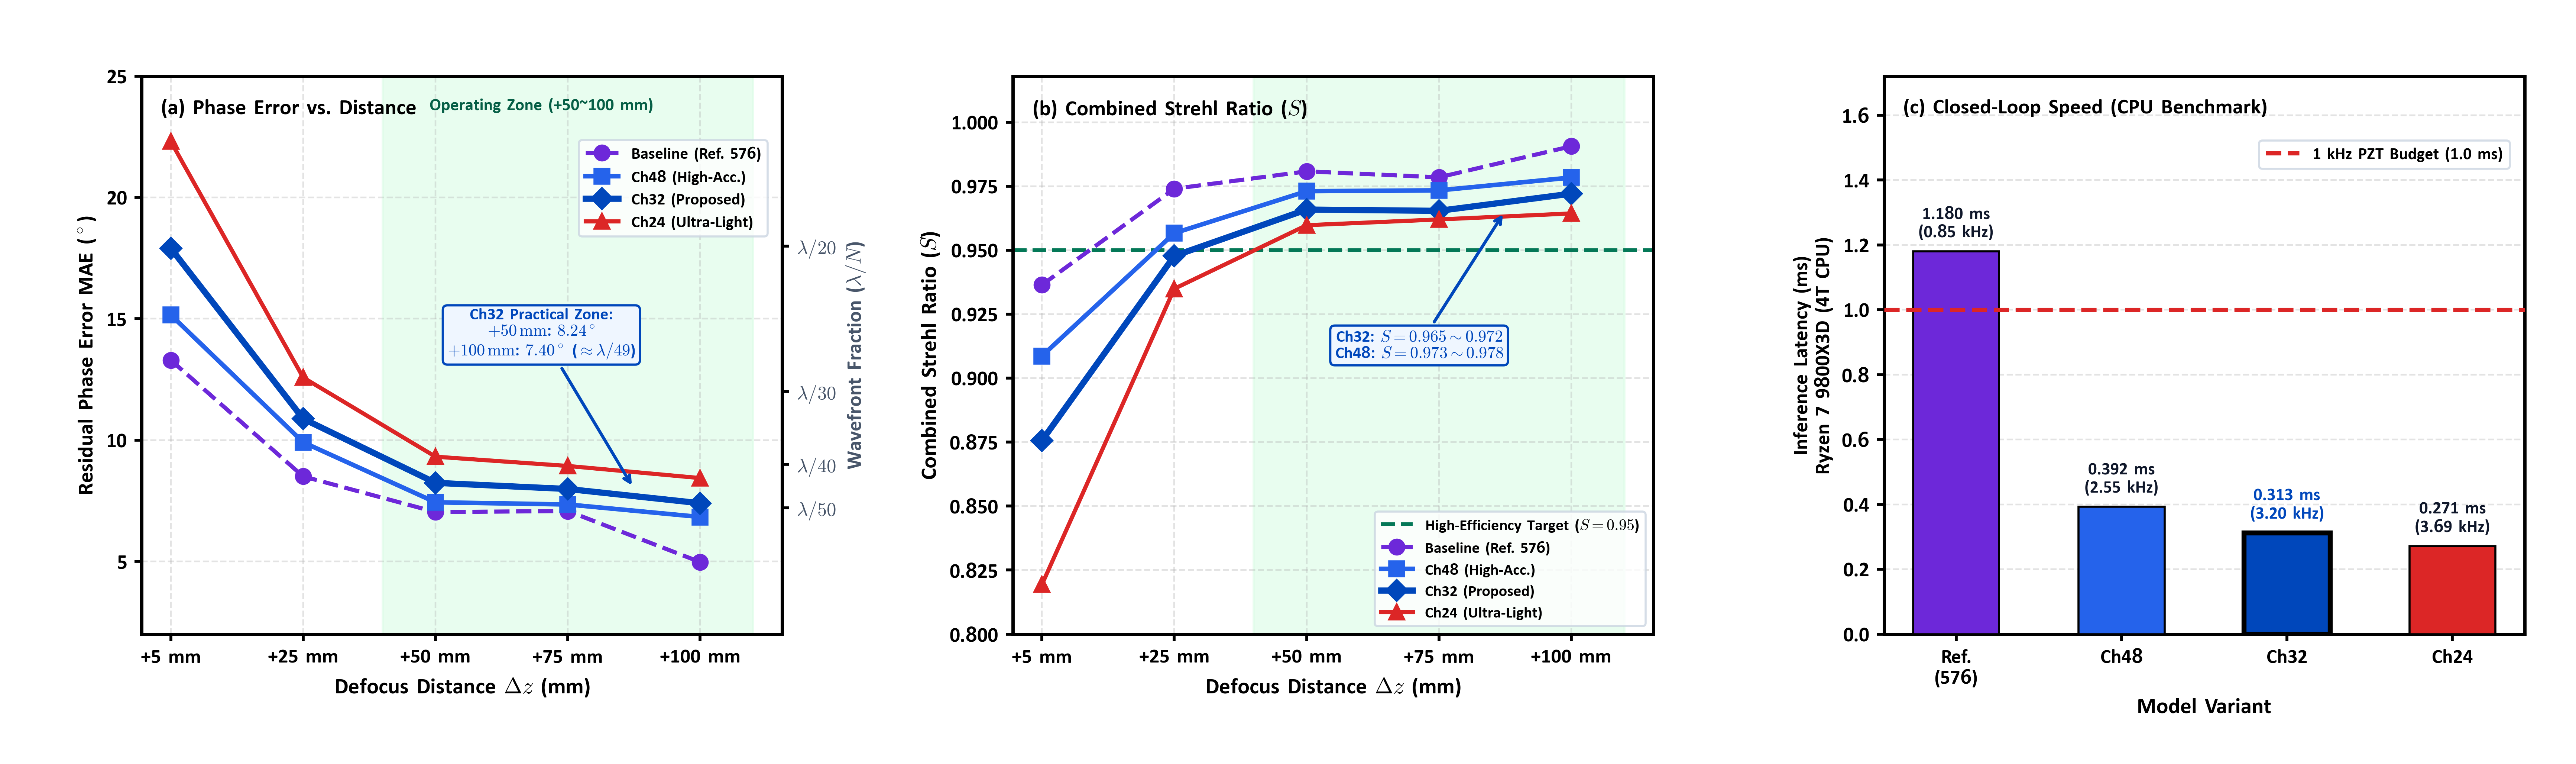 (a) Phase Error vs. Distance
Operating Zone (+50~100 mm)
Baseline (Ref. 576)
Ch48 (High-Acc.)
Ch32 (Proposed)
Ch24 (Ultra-Light)
Ch32 Practical Zone:
+50 mm: 8.24°
+100 mm: 7.40° (≈λ/49)
25
20
15
10
5
Residual Phase Error MAE (°)
λ/20
λ/30
λ/40
λ/50
Wavefront Fraction (λ/N)
+5 mm
+25 mm
+50 mm
+75 mm
+100 mm
Defocus Distance Δz (mm)
(b) Combined Strehl Ratio (S)
1.000
0.975
0.950
0.925
0.900
0.875
0.850
0.825
0.800
Combined Strehl Ratio (S)
Ch32: S = 0.965 ~ 0.972
Ch48: S = 0.973 ~ 0.978
High-Efficiency Target (S = 0.95)
Baseline (Ref. 576)
Ch48 (High-Acc.)
Ch32 (Proposed)
Ch24 (Ultra-Light)
+5 mm
+25 mm
+50 mm
+75 mm
+100 mm
Defocus Distance Δz (mm)
(c) Closed-Loop Speed (CPU Benchmark)
1 kHz PZT Budget (1.0 ms)
1.6
1.4
1.2
1.0
0.8
0.6
0.4
0.2
0.0
Inference Latency (ms)
Ryzen 7 9800X3D (4T CPU)
1.180 ms
(0.85 kHz)
0.392 ms
(2.55 kHz)
0.313 ms
(3.20 kHz)
0.271 ms
(3.69 kHz)
Ref.
(576)
Ch48
Ch32
Ch24
Model Variant